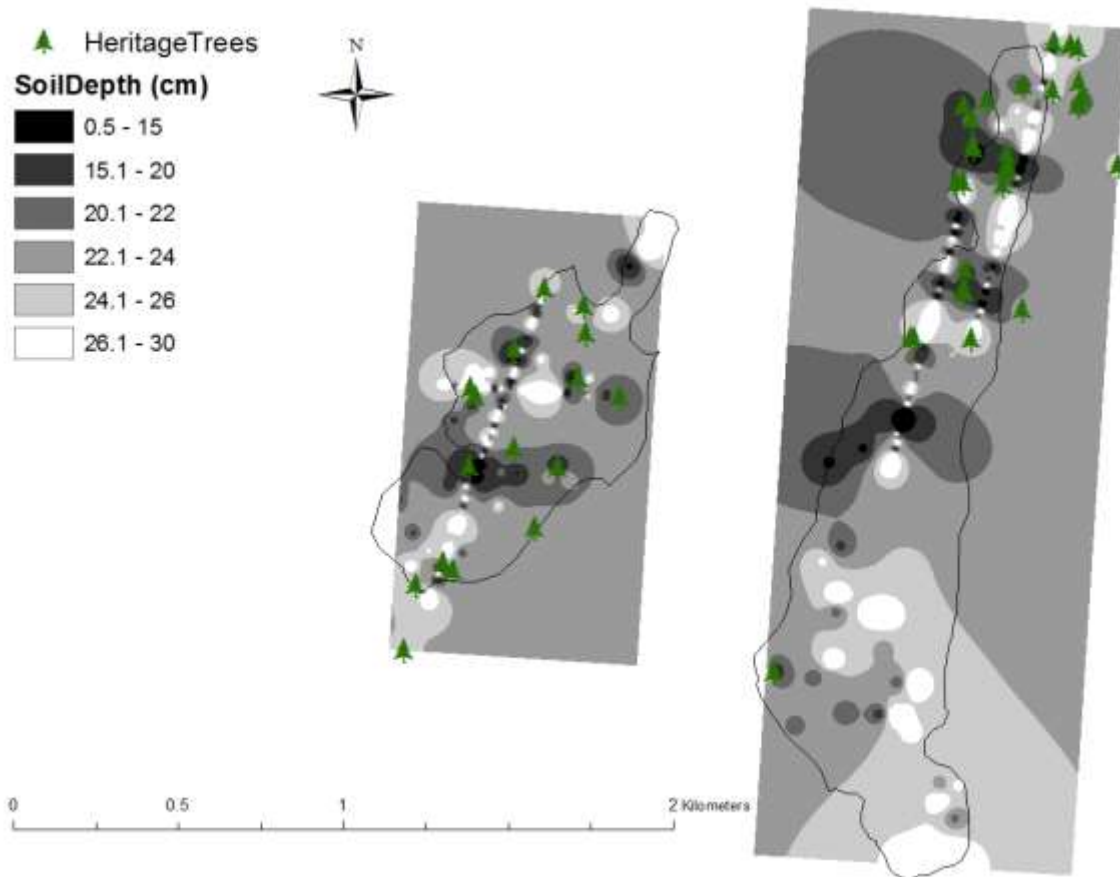 HeritageTrees
SoilDepth (cm)
0.5 - 15
15.1 - 20
20.1 - 22
22.1 - 24
24.1 - 26
26.1 - 30
N
0 0.5 1 2 Kilometers